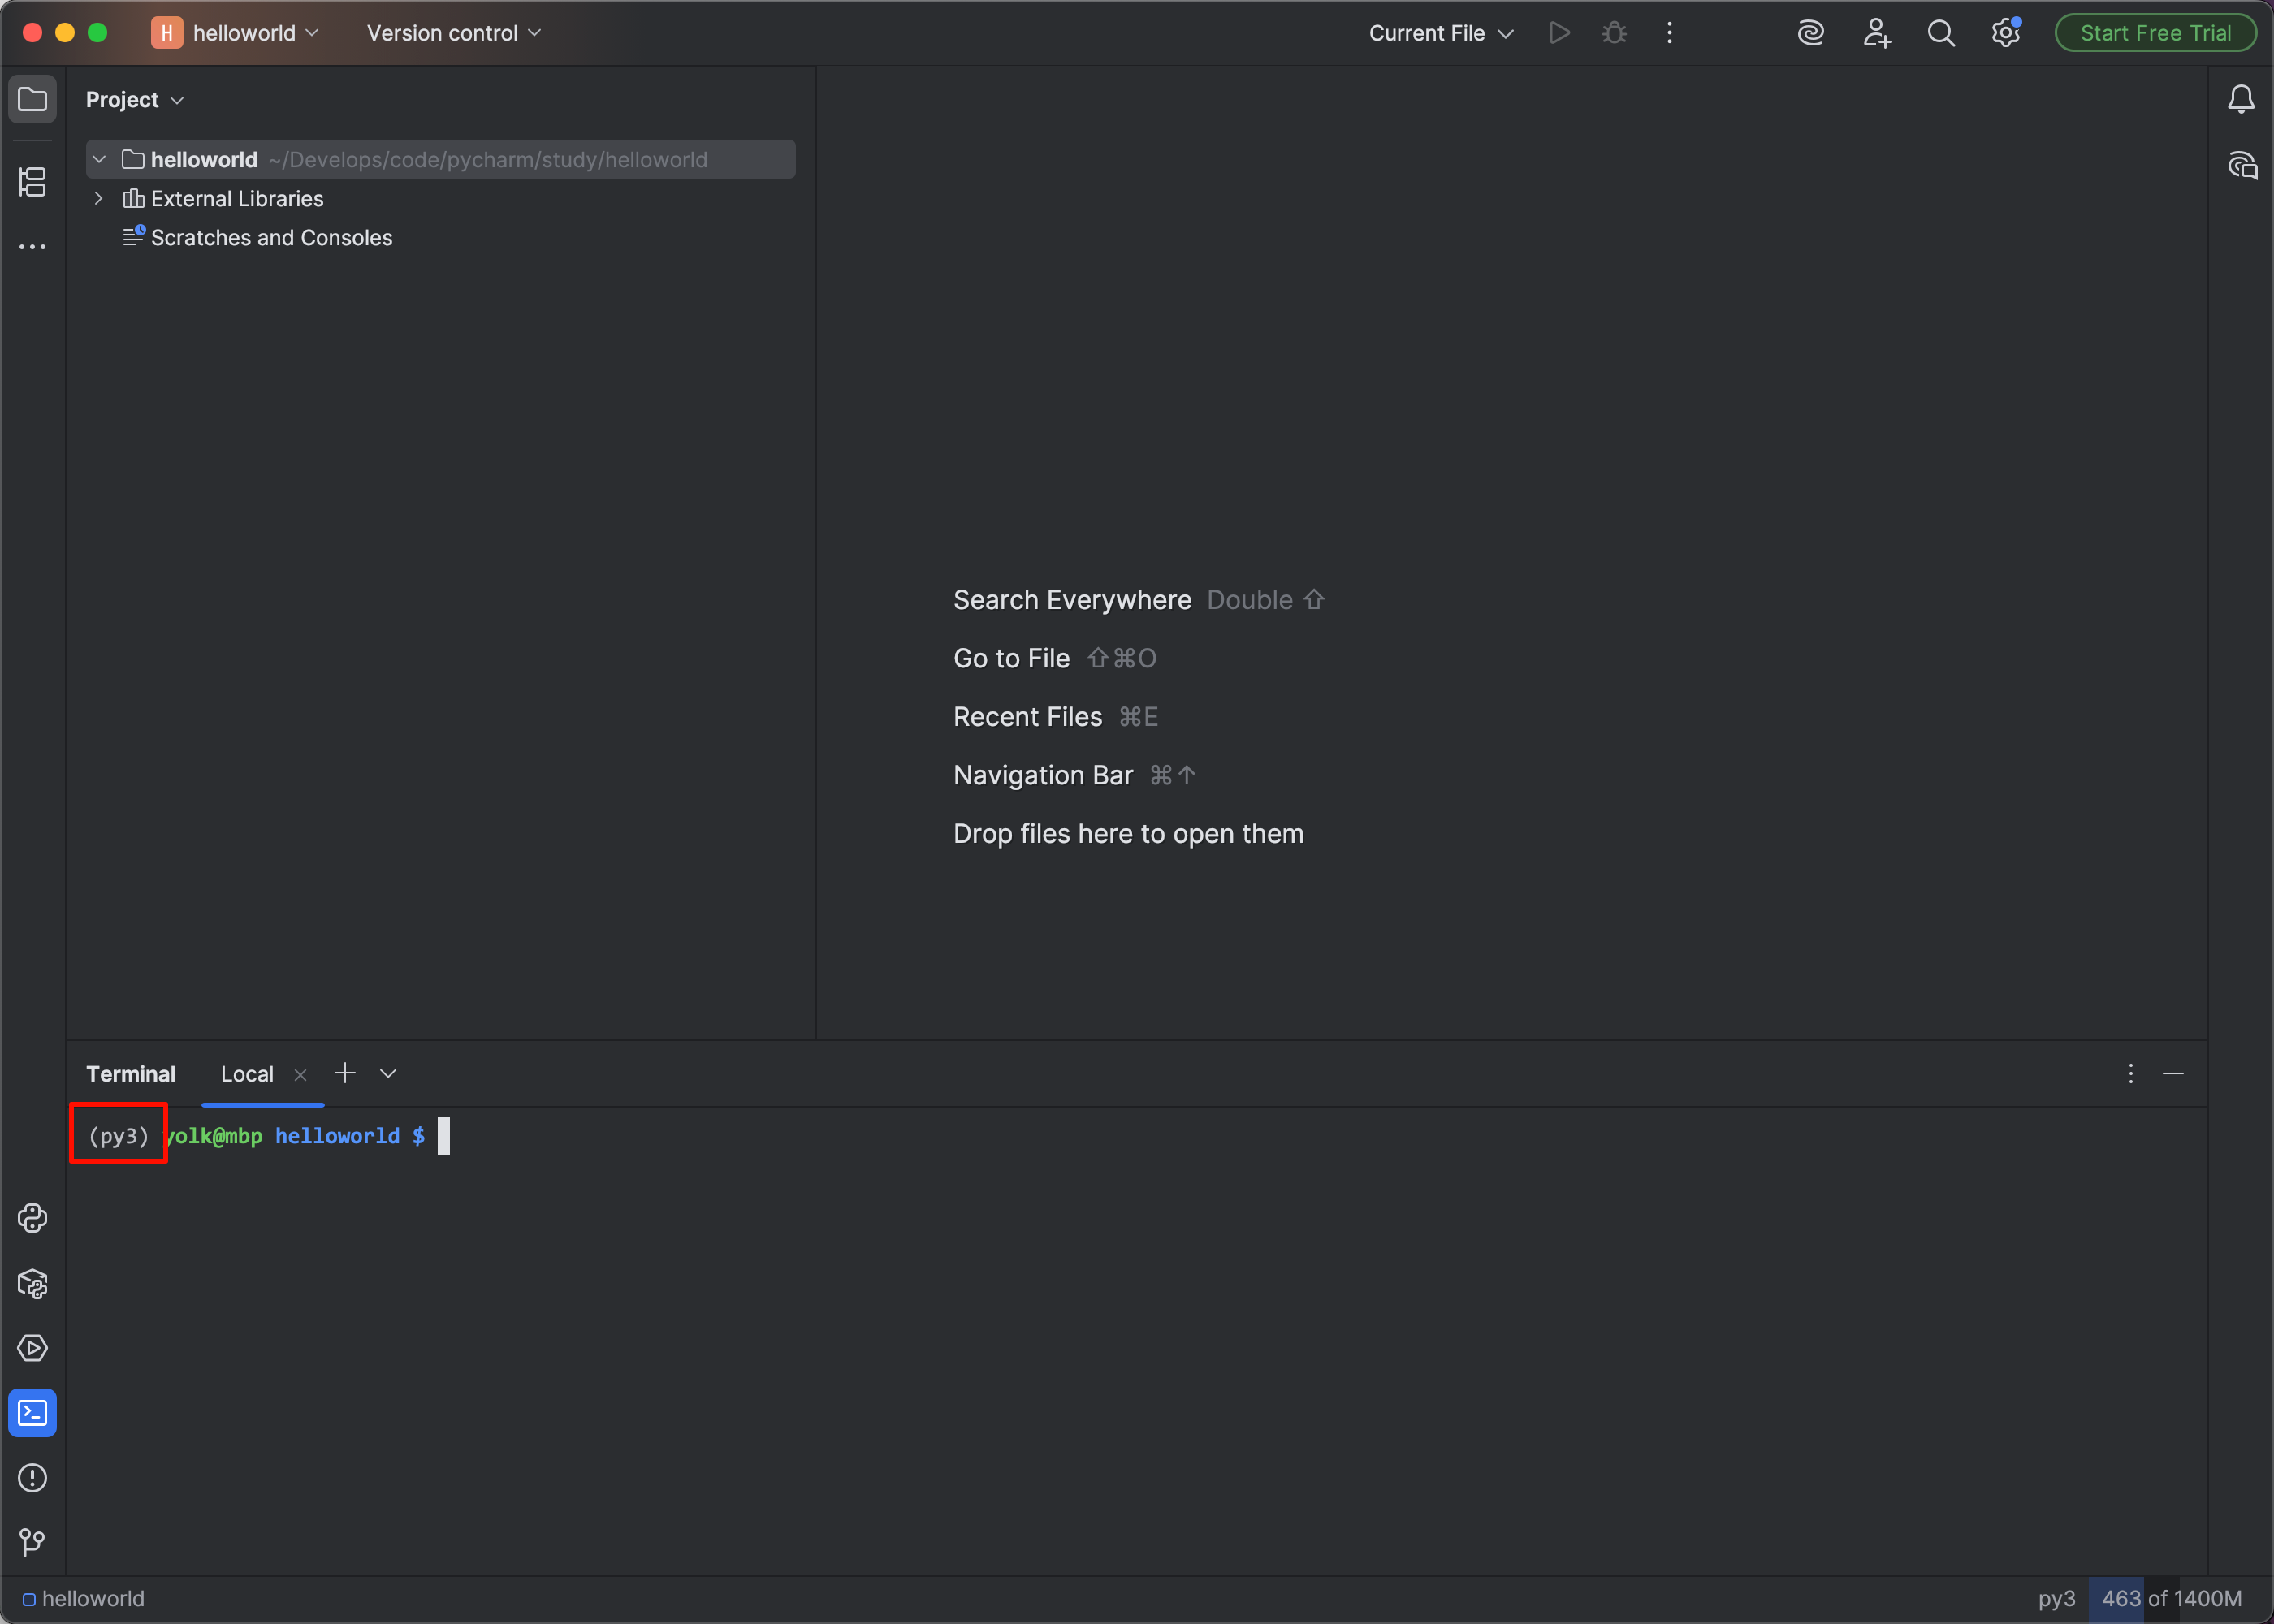 H helloworld Version control Current File Start Free Trial
Project
helloworld ~/Develops/code/pycharm/study/helloworld
External Libraries
Scratches and Consoles
Search Everywhere Double ⇧
Go to File ⇧⌘O
Recent Files ⌘E
Navigation Bar ⌘↑
Drop files here to open them
Terminal Local
(py3) yolk@mbp helloworld $
helloworld py3 463 of 1400M